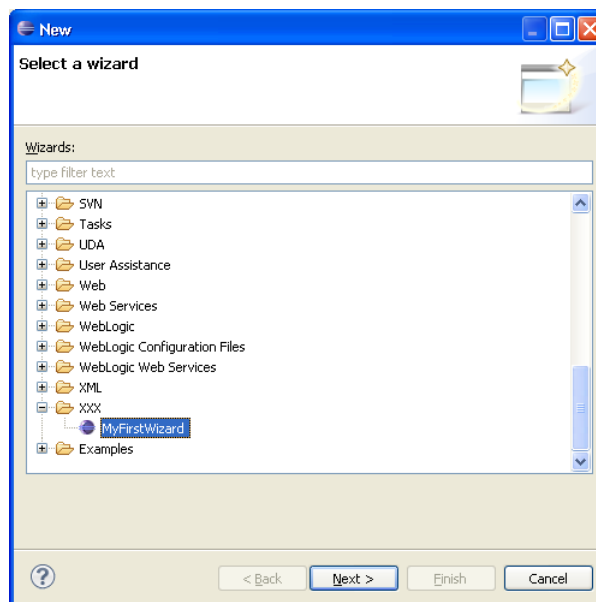 New
Select a wizard
Wizards:
type filter text
SVN
Tasks
UDA
User Assistance
Web
Web Services
WebLogic
WebLogic Configuration Files
WebLogic Web Services
XML
XXX
MyFirstWizard
Examples
? < Back Next > Finish Cancel